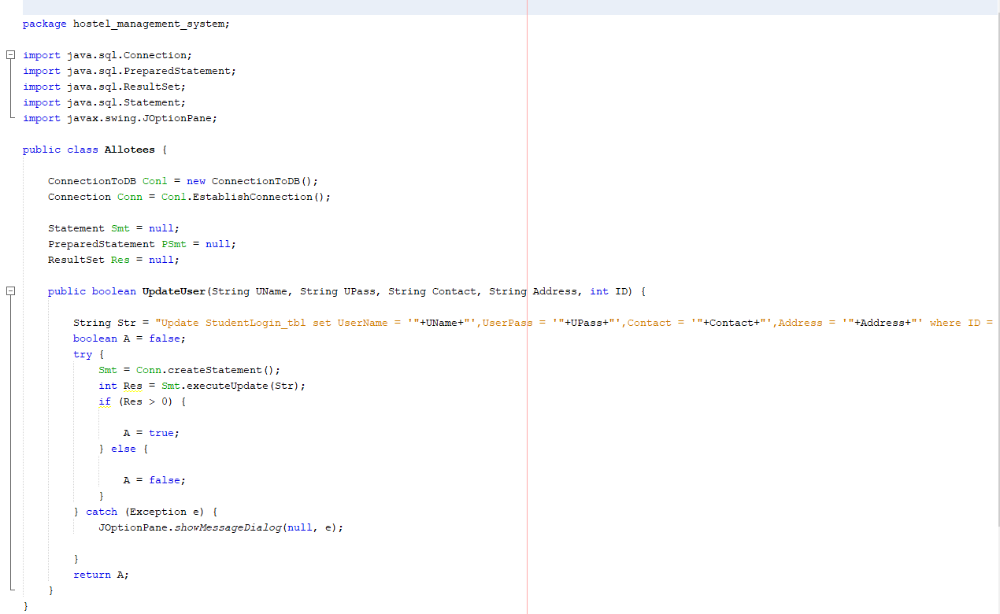 package hostel_management_system;
import java.sql.Connection;
import java.sql.PreparedStatement;
import java.sql.ResultSet;
import java.sql.Statement;
import javax.swing.JOptionPane;
public class Allotees {
ConnectionToDB Con1 = new ConnectionToDB();
Connection Conn = Con1.EstablishConnection();
Statement Smt = null;
PreparedStatement PSmt = null;
ResultSet Res = null;
public boolean UpdateUser(String UName, String UPass, String Contact, String Address, int ID) {
String Str = "Update StudentLogin_tbl set UserName = '"+UName+"',UserPass = '"+UPass+"',Contact = '"+Contact+"',Address = '"+Address+"' where ID =
boolean A = false;
try {
Smt = Conn.createStatement();
int Res = Smt.executeUpdate(Str);
if (Res > 0) {
A = true;
} else {
A = false;
}
} catch (Exception e) {
JOptionPane.showMessageDialog(null, e);
}
return A;
}
}